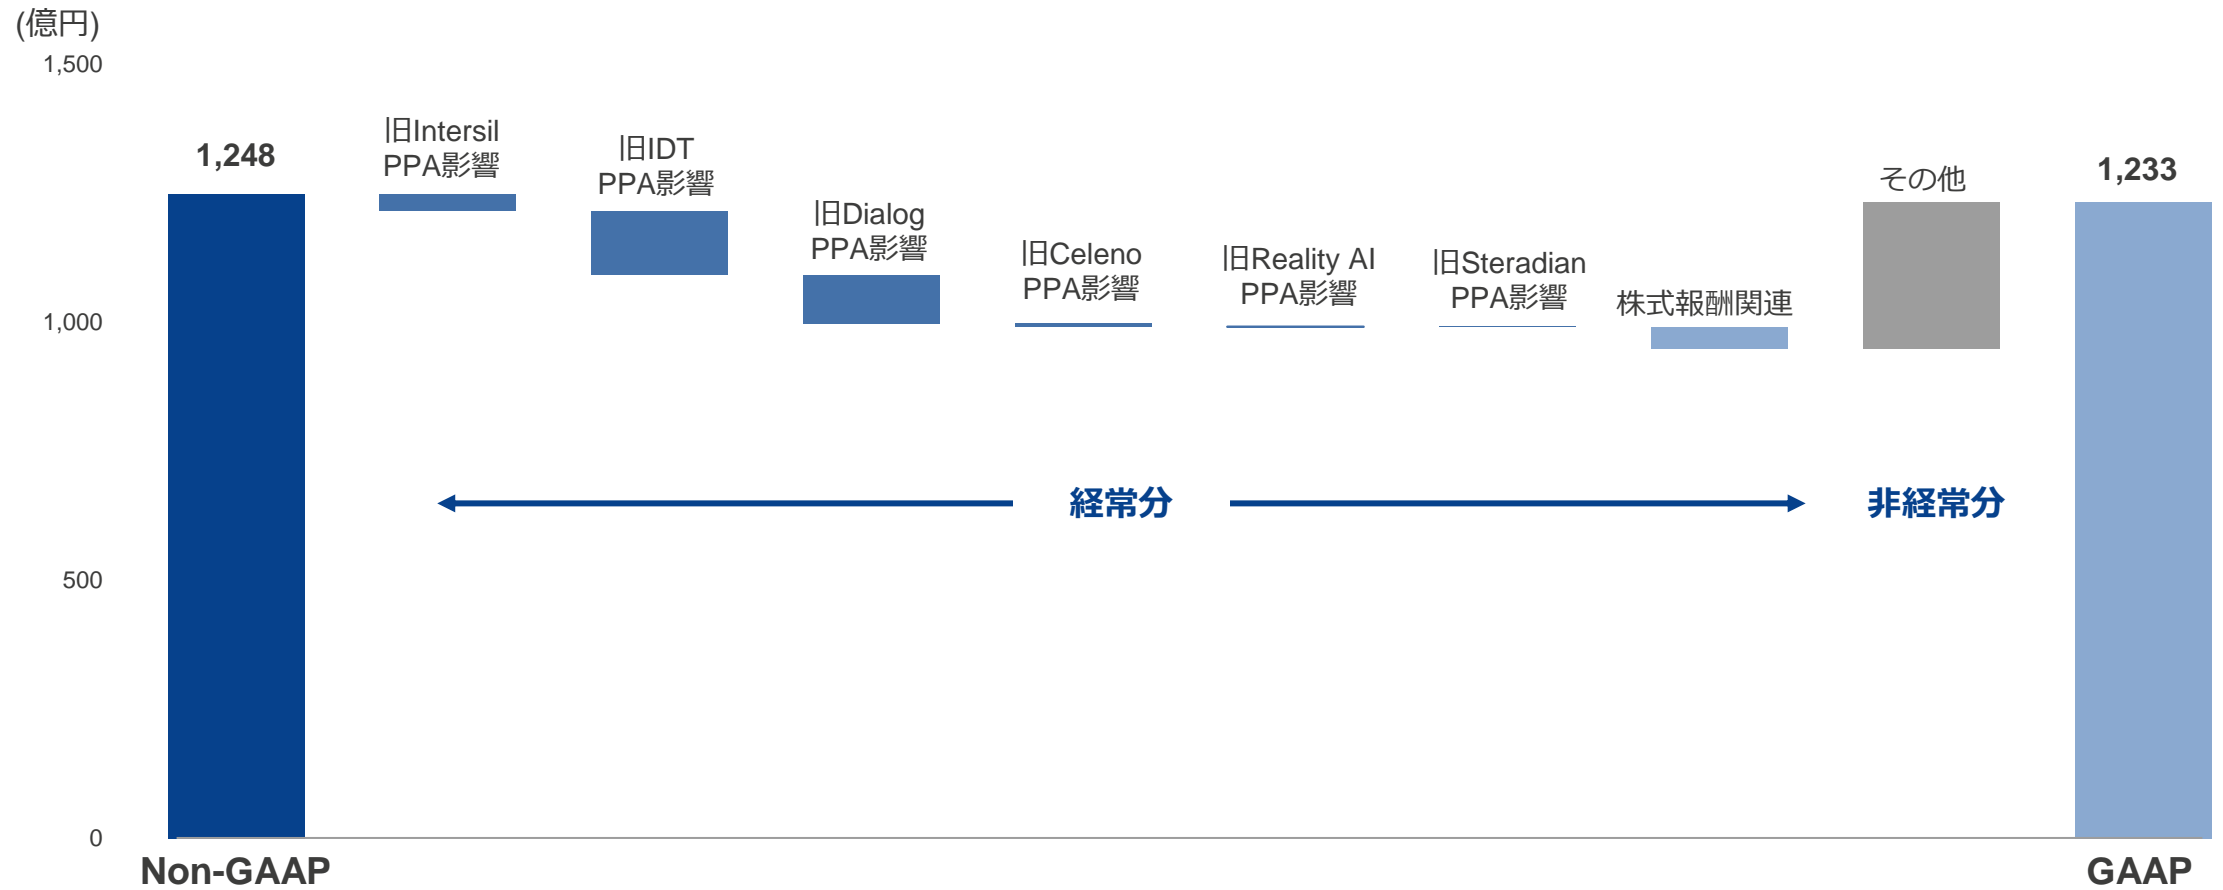 (億円)
1,500
1,000
500
0
1,248
旧Intersil
PPA影響
旧IDT
PPA影響
旧Dialog
PPA影響
旧Celeno
PPA影響
旧Reality AI
PPA影響
旧Steradian
PPA影響
株式報酬関連
その他
1,233
経常分
非経常分
Non-GAAP
GAAP